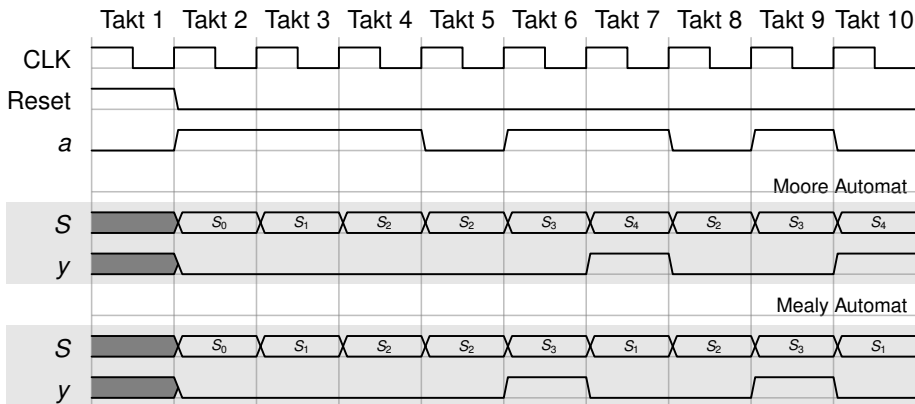 Takt 1 Takt 2 Takt 3 Takt 4 Takt 5 Takt 6 Takt 7 Takt 8 Takt 9 Takt 10
CLK
Reset
a
Moore Automat
S S₀ S₁ S₂ S₂ S₃ S₄ S₂ S₃ S₄
y
Mealy Automat
S S₀ S₁ S₂ S₂ S₃ S₁ S₂ S₃ S₁
y